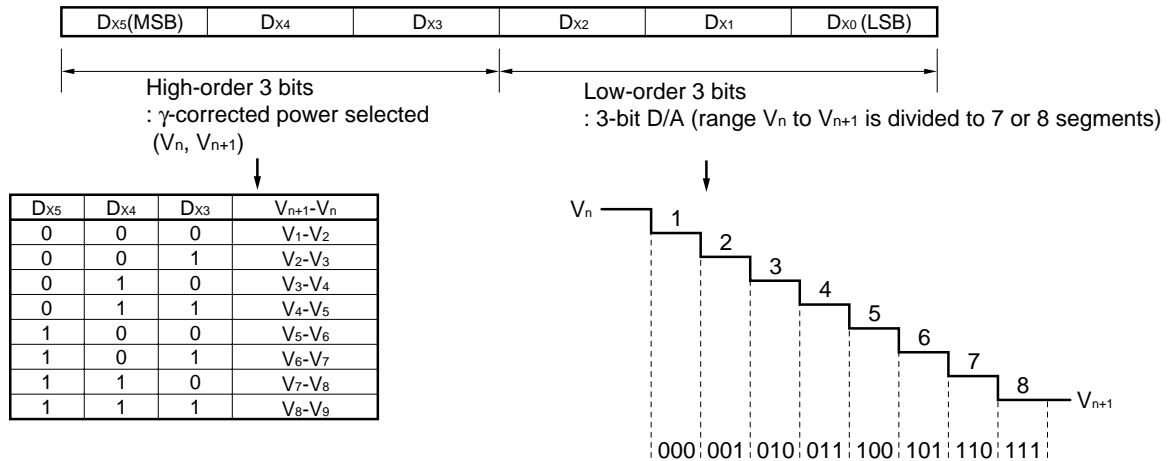 DX5(MSB) DX4 DX3 DX2 DX1 DX0 (LSB)
High-order 3 bits
: γ-corrected power selected
(Vn, Vn+1)
Low-order 3 bits
: 3-bit D/A (range Vn to Vn+1 is divided to 7 or 8 segments)
DX5 DX4 DX3 Vn+1-Vn
0 0 0 V1-V2
0 0 1 V2-V3
0 1 0 V3-V4
0 1 1 V4-V5
1 0 0 V5-V6
1 0 1 V6-V7
1 1 0 V7-V8
1 1 1 V8-V9
Vn
1
2
3
4
5
6
7
8
Vn+1
000 001 010 011 100 101 110 111